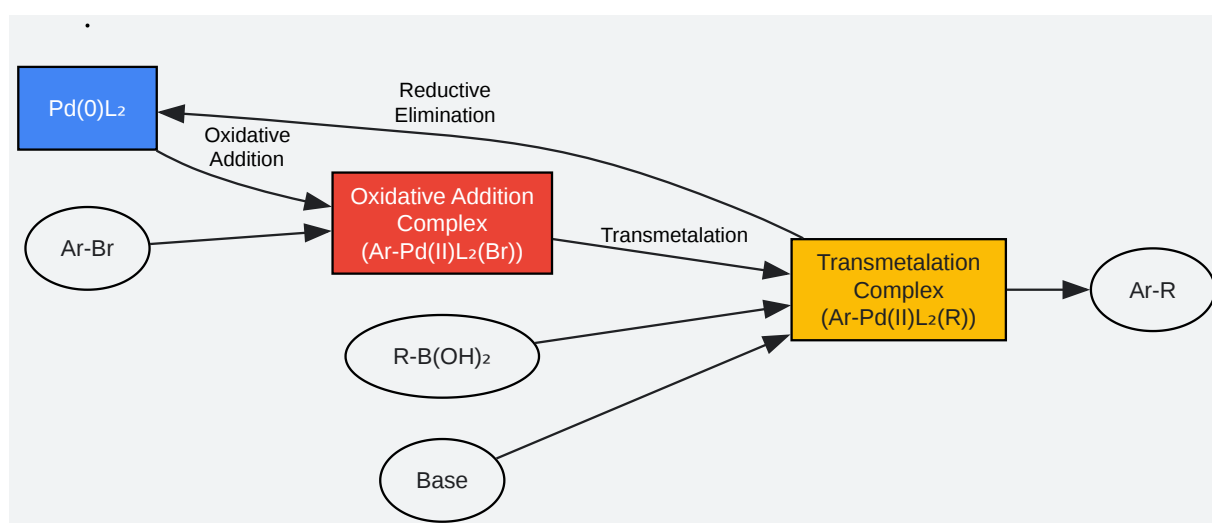 Pd(0)L₂
Reductive
Elimination
Oxidative
Addition
Ar-Br
Oxidative Addition
Complex
(Ar-Pd(II)L₂(Br))
Transmetalation
Transmetalation
Complex
(Ar-Pd(II)L₂(R))
Ar-R
R-B(OH)₂
Base